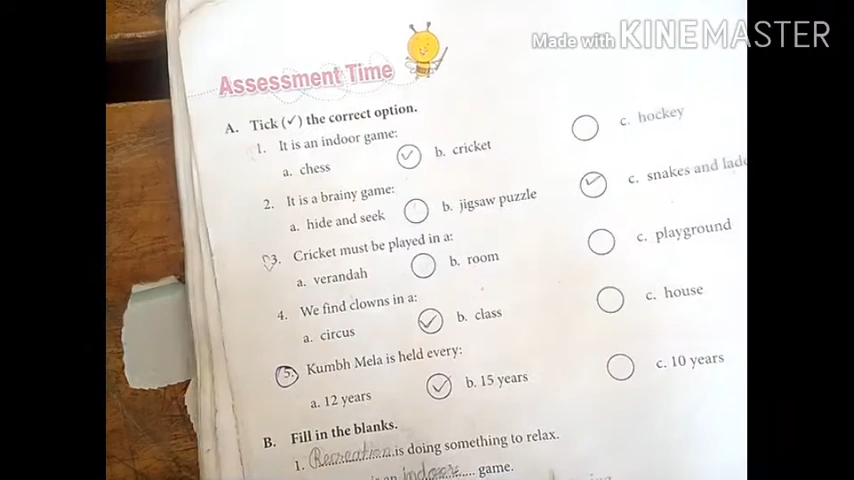 Made with KINEMASTER
Assessment Time
A. Tick (✓) the correct option.
1. It is an indoor game:
a. chess ✓ b. cricket c. hockey
2. It is a brainy game:
a. hide and seek b. jigsaw puzzle ✓ c. snakes and ladd
3. Cricket must be played in a:
a. verandah b. room c. playground
4. We find clowns in a:
a. circus ✓ b. class c. house
5. Kumbh Mela is held every:
a. 12 years ✓ b. 15 years c. 10 years
B. Fill in the blanks.
1. Recreation is doing something to relax.
an indoor game.